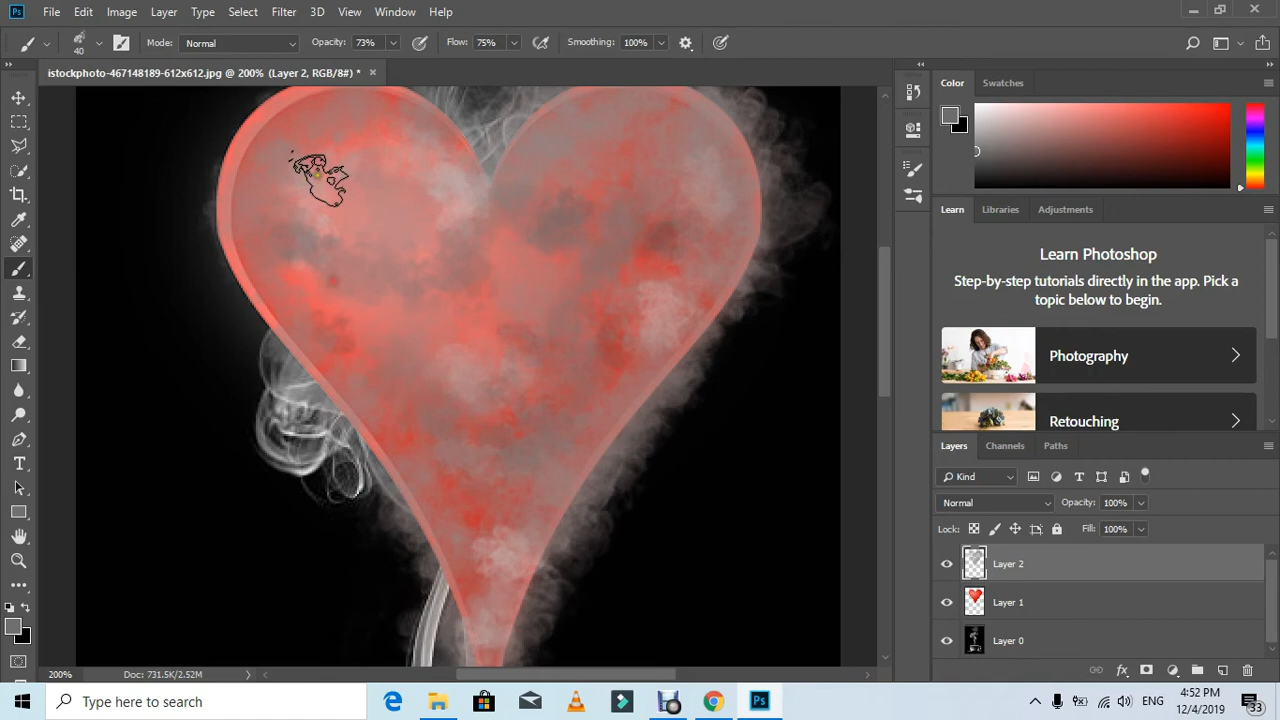 Ps File Edit Image Layer Type Select Filter 3D View Window Help
40 Mode: Normal Opacity: 73% Flow: 75% Smoothing: 100%
istockphoto-467148189-612x612.jpg @ 200% (Layer 2, RGB/8#) * ×
Color Swatches
Learn Libraries Adjustments
Learn Photoshop
Step-by-step tutorials directly in the app. Pick a
topic below to begin.
Photography
Retouching
Layers Channels Paths
Kind
Normal Opacity: 100%
Lock: Fill: 100%
Layer 2
Layer 1
Layer 0
200% Doc: 731.5K/2.52M
Type here to search
Ps
ENG
4:52 PM
12/4/2019
33